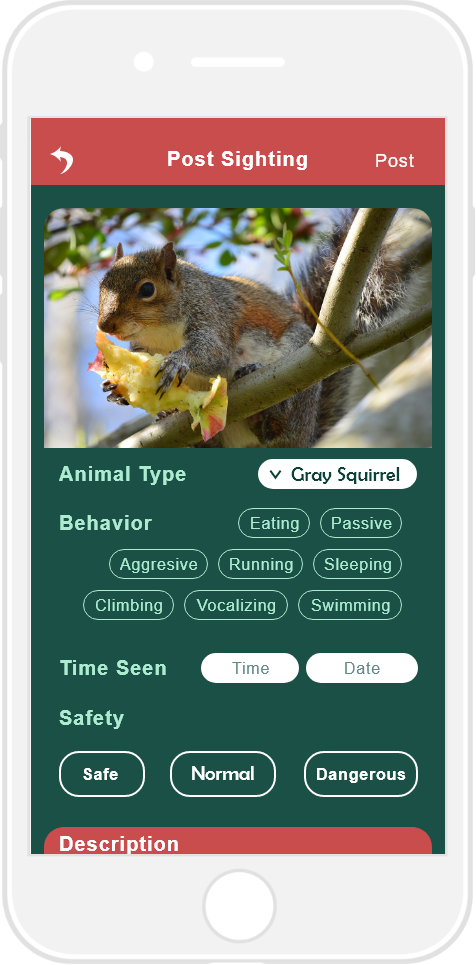 Post Sighting Post
Animal Type Gray Squirrel
Behavior Eating Passive
Aggresive Running Sleeping
Climbing Vocalizing Swimming
Time Seen Time Date
Safety
Safe Normal Dangerous
Description